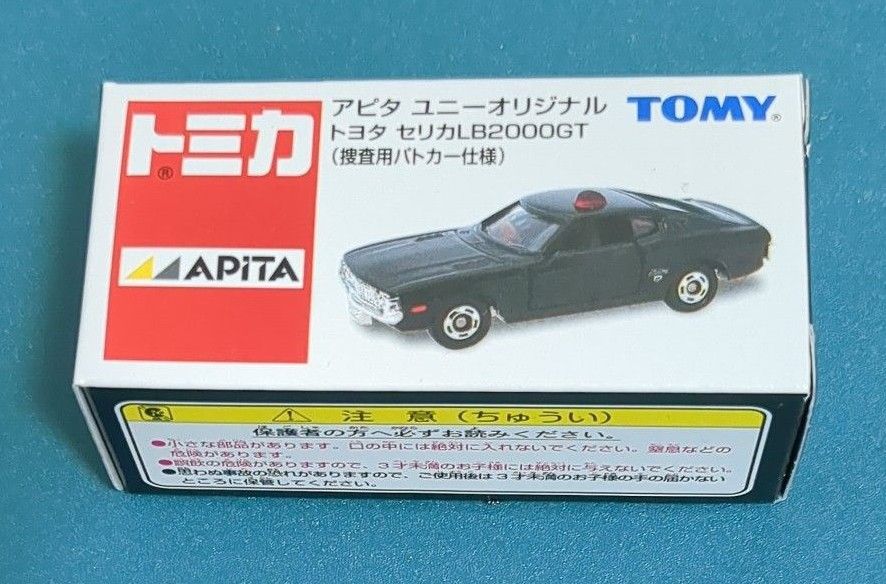 トミカ®
APiTA
アピタ ユニーオリジナル
トヨタ セリカLB2000GT
(捜査用パトカー仕様)
TOMY®
注 意(ちゅうい)
保護者の方へ必ずお読みください。
●小さな部品があります。口の中には絶対に入れないでください。窒息などの
危険があります。
●誤飲の危険がありますので、3才未満のお子様には絶対に与えないでください。
●思わぬ事故の恐れがありますので、ご使用後は3才未満のお子様の手の届かない
ところに保管してください。